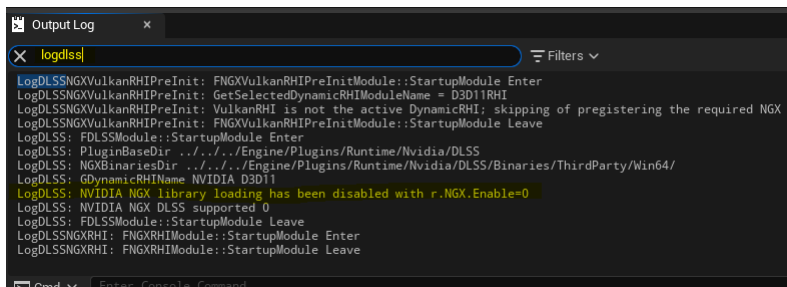 Output Log ×
logdlss
Filters
LogDLSSNGXVulkanRHIPreInit: FNGXVulkanRHIPreInitModule::StartupModule Enter
LogDLSSNGXVulkanRHIPreInit: GetSelectedDynamicRHIModuleName = D3D11RHI
LogDLSSNGXVulkanRHIPreInit: VulkanRHI is not the active DynamicRHI; skipping of pregistering the required NGX
LogDLSSNGXVulkanRHIPreInit: FNGXVulkanRHIPreInitModule::StartupModule Leave
LogDLSS: FDLSSModule::StartupModule Enter
LogDLSS: PluginBaseDir ../../../Engine/Plugins/Runtime/Nvidia/DLSS
LogDLSS: NGXBinariesDir ../../../Engine/Plugins/Runtime/Nvidia/DLSS/Binaries/ThirdParty/Win64/
LogDLSS: GDynamicRHIName NVIDIA D3D11
LogDLSS: NVIDIA NGX library loading has been disabled with r.NGX.Enable=0
LogDLSS: NVIDIA NGX DLSS supported 0
LogDLSS: FDLSSModule::StartupModule Leave
LogDLSSNGXRHI: FNGXRHIModule::StartupModule Enter
LogDLSSNGXRHI: FNGXRHIModule::StartupModule Leave
Cmd Enter Console Command